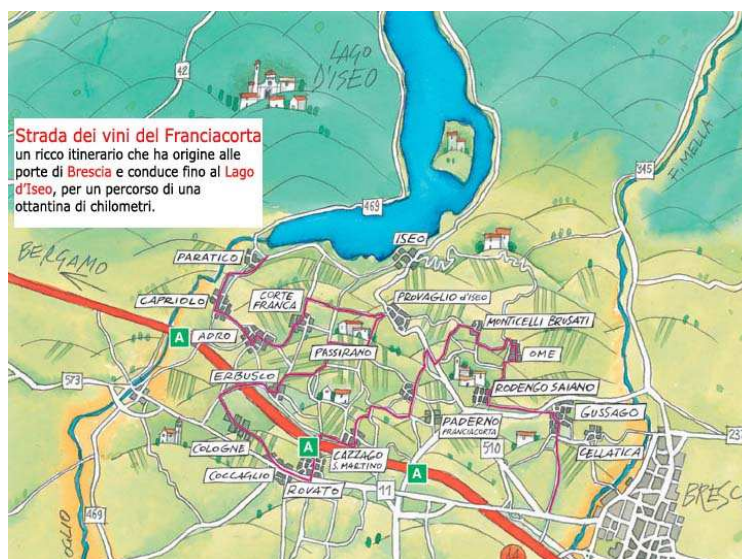 LAGO
D'ISEO
42
Strada dei vini del Franciacorta
un ricco itinerario che ha origine alle
porte di Brescia e conduce fino al Lago
d'Iseo, per un percorso di una
ottantina di chilometri.
F. MELLA
345
469
BERGAMO
PARATICO
ISEO
CAPRIOLO
CORTE
FRANCA
PROVAGLIO d'ISEO
MONTICELLI BRUSATI
A
ADRO
PASSIRANO
OME
ERBUSCO
573
RODENGO SAIANO
PADERNO
FRANCIACORTA
GUSSAGO
COLOGNE
A
CAZZAGO
S. MARTINO
510
CELLATICA
COCCAGLIO
A
ROVATO
11
BRESC
469
OGLIO